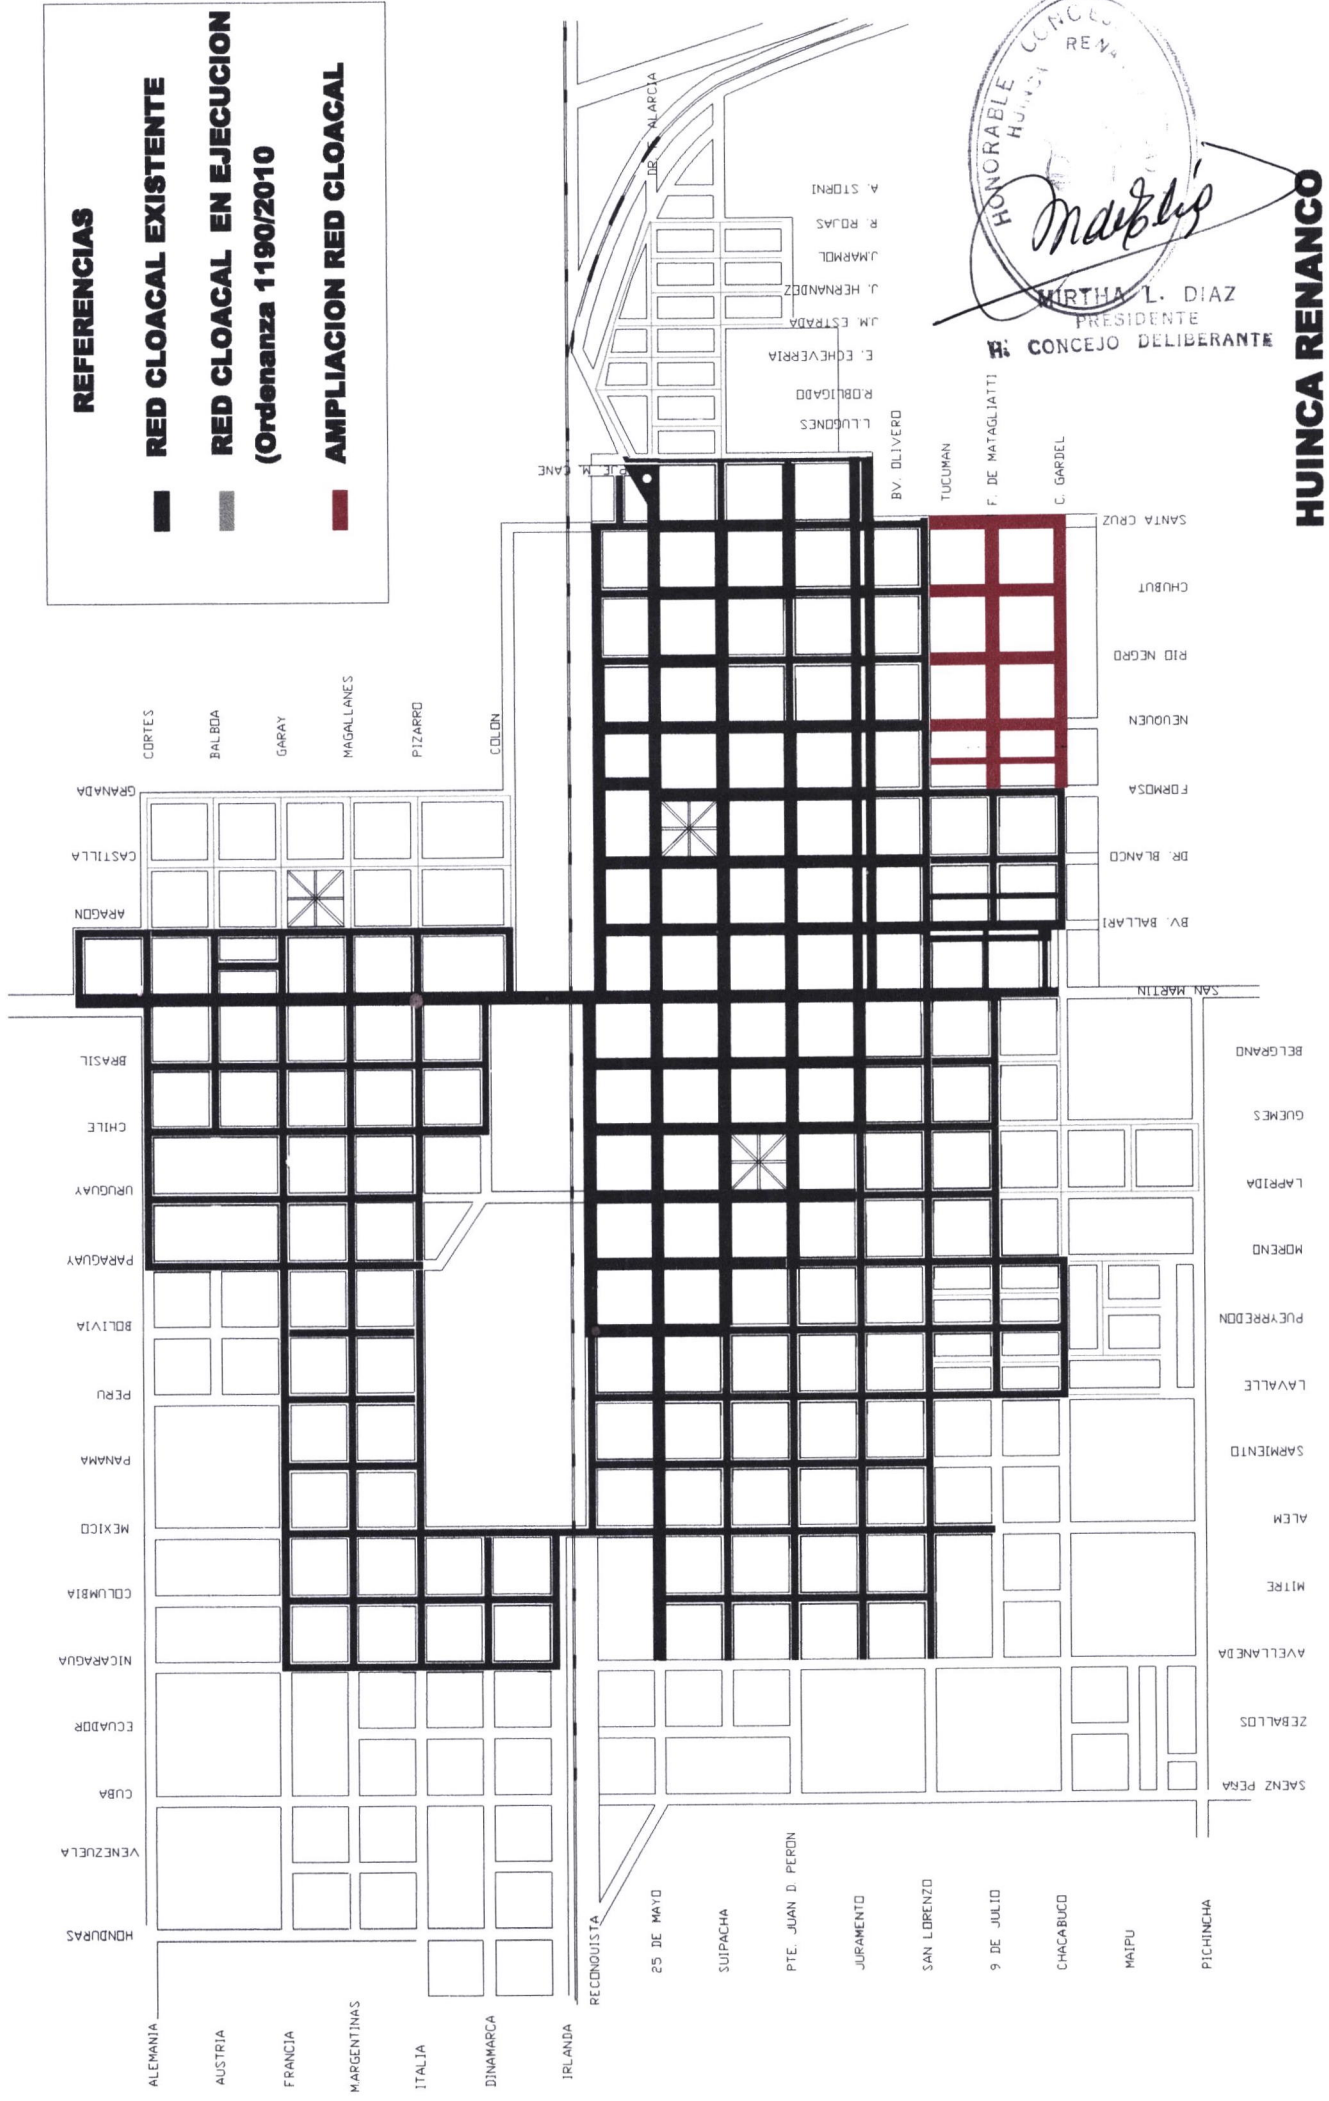 REFERENCIAS
RED CLOACAL EXISTENTE
RED CLOACAL EN EJECUCION
(Ordenanza 1190/2010
AMPLIACION RED CLOACAL
HUINCA RENANCO
HONORABLE
MIRTHA L. DIAZ
PRESIDENTE
H. CONCEJO DELIBERANTE
CORTES
BALBOA
GARAY
MAGALLANES
PIZARRO
COLON
GRANADA
CASTILLA
ARAGON
BRASIL
CHILE
URUGUAY
PARAGUAY
BOLIVIA
PERU
PANAMA
MEXICO
COLUMBIA
NICARAGUA
ECUADOR
CUBA
VENEZUELA
HONDURAS
ALEMANIA
AUSTRIA
FRANCIA
M.ARGENTINAS
ITALIA
DINAMARCA
IRLANDA
RECONQUISTA
25 DE MAYO
SUIPACHA
PTE. JUAN D. PERON
JURAMENTO
SAN LORENZO
9 DE JULIO
CHACABUCO
MAIPU
PICHINCHA
ALARCIA
A. STORNI
R. ROJAS
J.MARMOL
J. HERNANDEZ
J.M. ESTRADA
E. ECHEVERRIA
R.OBLIGADO
L.LUGONES
PJE. M. CANE
BV. OLIVERO
TUCUMAN
F. DE MATAGLIATTI
C. GARDEL
SANTA CRUZ
CHUBUT
RIO NEGRO
NEUQUEN
FORMOSA
DR. BLANCO
BV. BALLARI
SAN MARTIN
BELGRANO
GUEMES
LAPRIDA
MORENO
PUEYRREDON
LAVALLE
SARMIENTO
ALEM
MITRE
AVELLANEDA
ZEBALLOS
SAENZ PEÑA